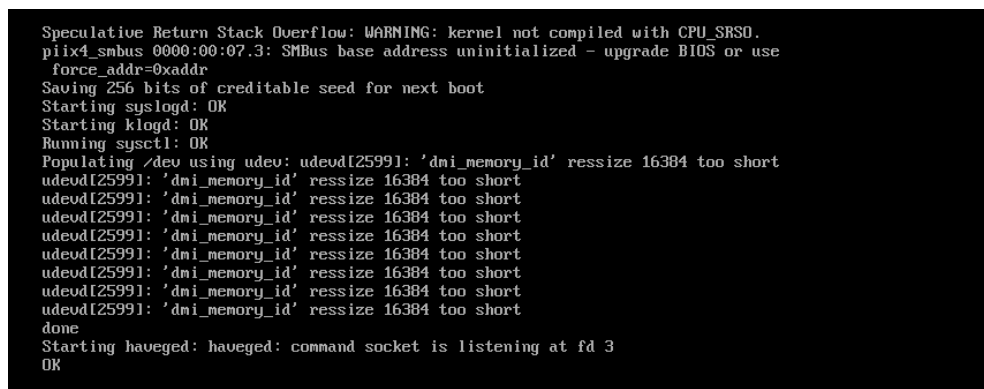 Speculative Return Stack Overflow: WARNING: kernel not compiled with CPU_SRSO.
piix4_smbus 0000:00:07.3: SMBus base address uninitialized - upgrade BIOS or use
 force_addr=0xaddr
Saving 256 bits of creditable seed for next boot
Starting syslogd: OK
Starting klogd: OK
Running sysctl: OK
Populating /dev using udev: udevd[2599]: 'dmi_memory_id' ressize 16384 too short
udevd[2599]: 'dmi_memory_id' ressize 16384 too short
udevd[2599]: 'dmi_memory_id' ressize 16384 too short
udevd[2599]: 'dmi_memory_id' ressize 16384 too short
udevd[2599]: 'dmi_memory_id' ressize 16384 too short
udevd[2599]: 'dmi_memory_id' ressize 16384 too short
udevd[2599]: 'dmi_memory_id' ressize 16384 too short
udevd[2599]: 'dmi_memory_id' ressize 16384 too short
udevd[2599]: 'dmi_memory_id' ressize 16384 too short
done
Starting haveged: haveged: command socket is listening at fd 3
OK